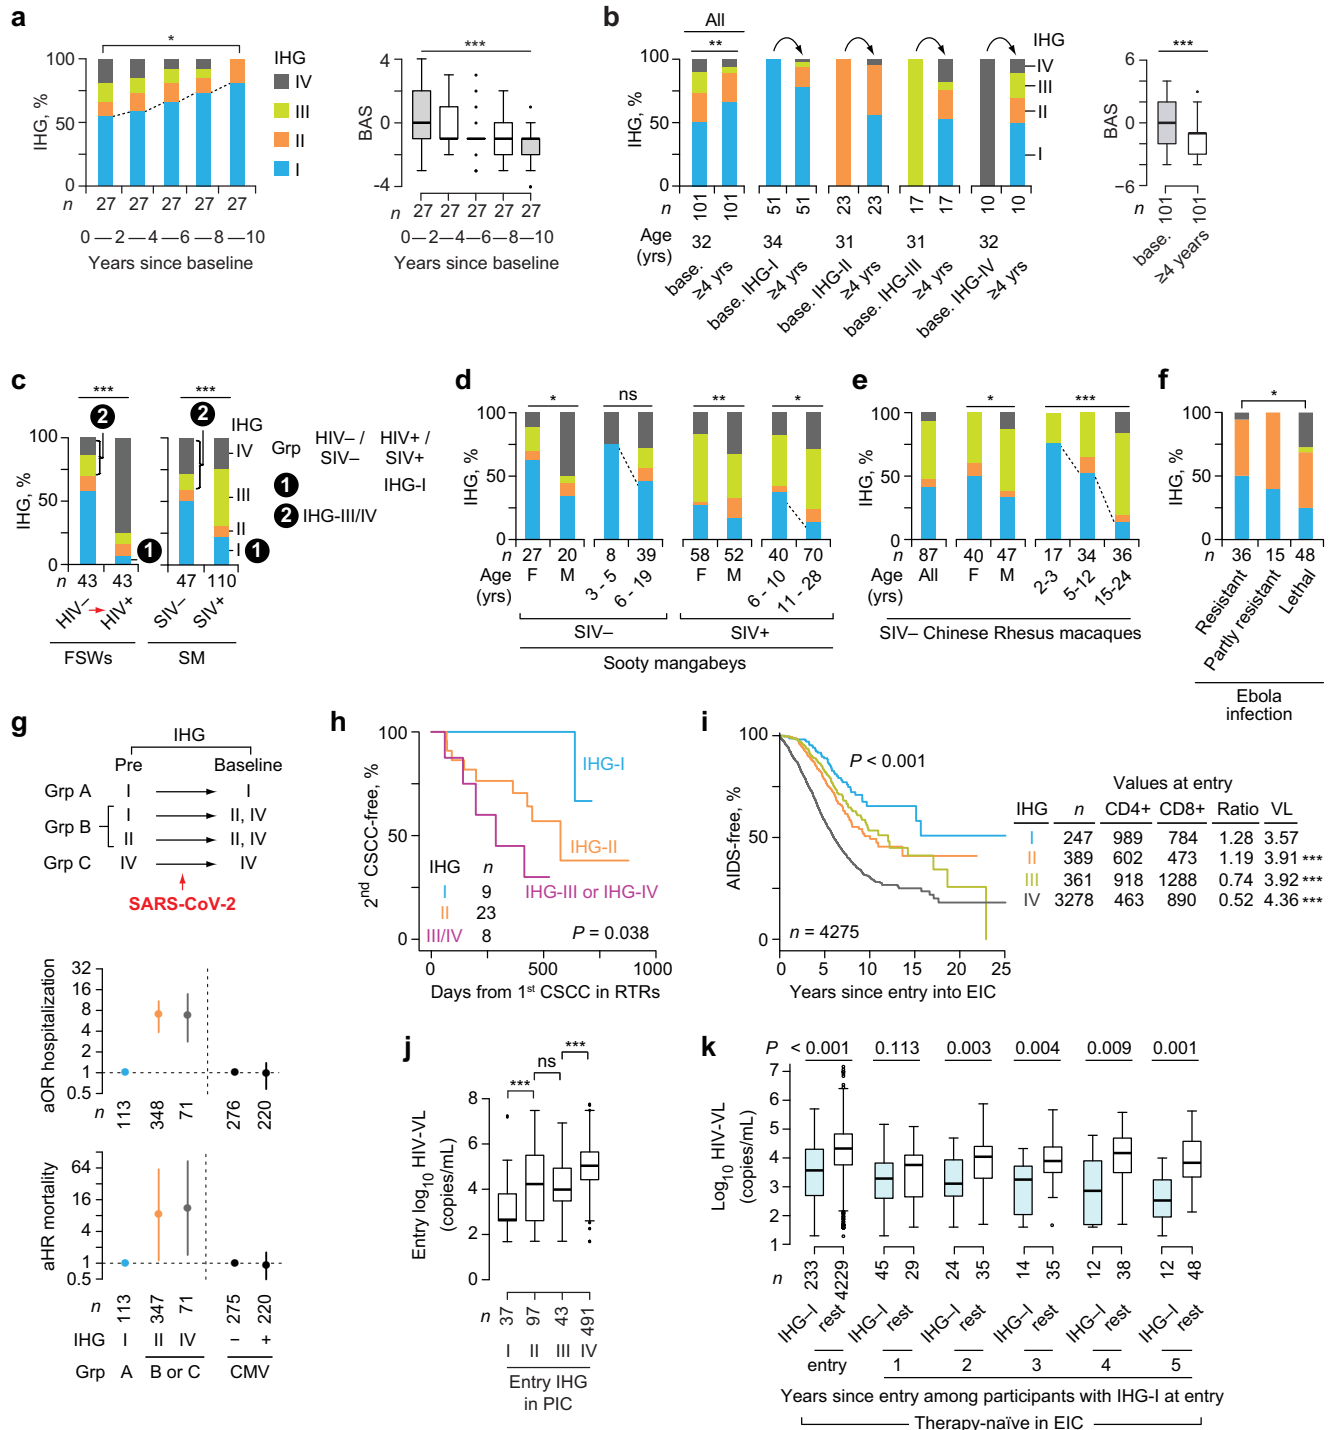 a
*
100
50
0
IHG, %
IHG
IV
III
II
I
n 27 27 27 27 27
0—2—4—6—8—10
Years since baseline
***
4
0
−4
BAS
n 27 27 27 27 27
0—2—4—6—8—10
Years since baseline
b
All
**
IHG
100
50
0
IHG, %
IV
III
II
I
n 101 101 51 51 23 23 17 17 10 10
Age (yrs) 32 34 31 31 32
base. ≥4 yrs base. IHG-I ≥4 yrs base. IHG-II ≥4 yrs base. IHG-III ≥4 yrs base. IHG-IV ≥4 yrs
***
6
0
−6
BAS
n 101 101
base. ≥4 years
c
*** ***
2 2
100
50
0
IHG, %
IHG
IV
III
II
I 1
1
n 43 43 47 110
HIV– → HIV+ SIV– SIV+
FSWs SM
Grp HIV– / SIV– HIV+ / SIV+
1 IHG-I
2 IHG-III/IV
d
* ns ** *
100
50
0
IHG, %
n 27 20 8 39 58 52 40 70
Age (yrs) F M 3 - 5 6 - 19 F M 6 - 10 11 - 28
SIV– SIV+
Sooty mangabeys
e
* ***
100
50
0
IHG, %
n 87 40 47 17 34 36
Age (yrs) All F M 2-3 5-12 15-24
SIV– Chinese Rhesus macaques
f
*
100
50
0
IHG, %
n 36 15 48
Resistant Partly resistant Lethal
Ebola
infection
g
IHG
Pre Baseline
Grp A I I
Grp B I II, IV
II II, IV
Grp C IV IV
SARS-CoV-2
32
8
4
2
1
0.5
aOR hospitalization
n 113 348 71 276 220
64
16
4
1
0.5
aHR mortality
n 113 347 71 275 220
IHG I II IV – +
Grp A B or C CMV
h
100
50
0
2nd CSCC-free, %
IHG-I
IHG-II
IHG-III or IHG-IV
IHG n
I 9
II 23
III/IV 8
P = 0.038
0 500 1000
Days from 1st CSCC in RTRs
i
100
50
0
AIDS-free, %
P < 0.001
n = 4275
0 5 10 15 20 25
Years since entry into EIC
Values at entry
IHG n CD4+ CD8+ Ratio VL
I 247 989 784 1.28 3.57
II 389 602 473 1.19 3.91 ***
III 361 918 1288 0.74 3.92 ***
IV 3278 463 890 0.52 4.36 ***
j
*** ns ***
8
6
4
2
0
Entry log10 HIV-VL
(copies/mL)
n 37 97 43 491
I II III IV
Entry IHG
in PIC
k
P < 0.001 0.113 0.003 0.004 0.009 0.001
7
6
5
4
3
2
1
Log10 HIV-VL
(copies/mL)
n 233 4229 45 29 24 35 14 35 12 38 12 48
IHG–I rest IHG–I rest IHG–I rest IHG–I rest IHG–I rest IHG–I rest
entry 1 2 3 4 5
Years since entry among participants with IHG-I at entry
Therapy-naïve in EIC